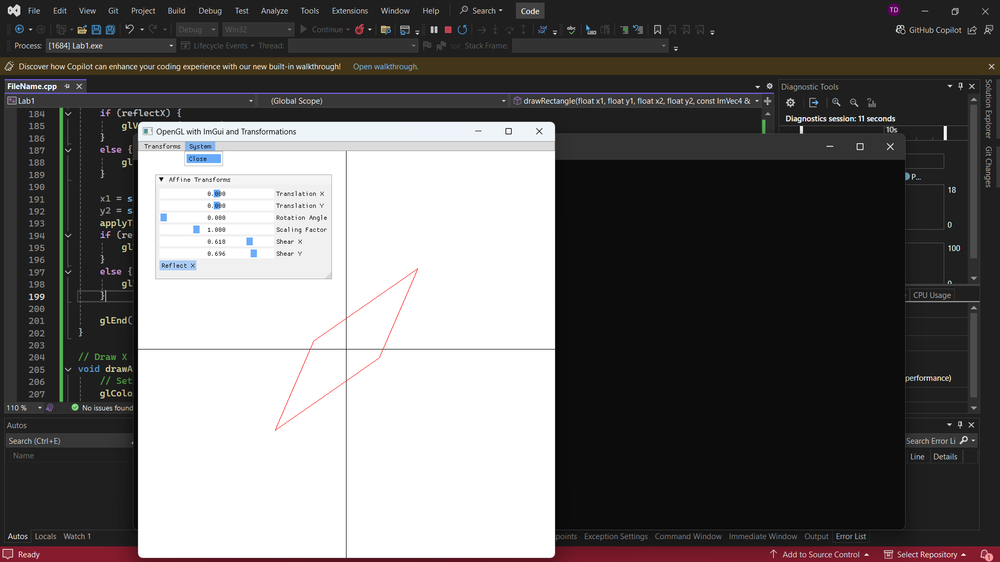 File Edit View Git Project Build Debug Test Analyze Tools Extensions Window Help Search Code TD
Debug Win32 Continue abc GitHub Copilot
Process: [1684] Lab1.exe Lifecycle Events Thread: Stack Frame:
Discover how Copilot can enhance your coding experience with our new built-in walkthrough! Open walkthrough.
FileName.cpp
Lab1 (Global Scope) drawRectangle(float x1, float y1, float x2, float y2, const ImVec4 &
184 if (reflectX) {
185 glV
186 }
187 else {
188 gl
189 }
190
191 x1 = s
192 y2 = s
193 applyT
194 if (re
195 gl
196 }
197 else {
198 gl
199 }
200
201 glEnd(
202 }
203
204 // Draw X
205 void drawA
206 // Set
207 glColo
110 % No issues found
OpenGL with ImGui and Transformations
Transforms System
Close
Affine Transforms
0.000 Translation X
0.000 Translation Y
0.000 Rotation Angle
1.000 Scaling Factor
0.618 Shear X
0.696 Shear Y
Reflect X
Diagnostic Tools
Diagnostics session: 11 seconds
10s
P...
18
0
100
0
CPU Usage
performance)
Solution Explorer
Git Changes
Autos
Search (Ctrl+E)
Name
Search Error Li
Line Details
Autos Locals Watch 1
points Exception Settings Command Window Immediate Window Output Error List
Ready Add to Source Control Select Repository 1